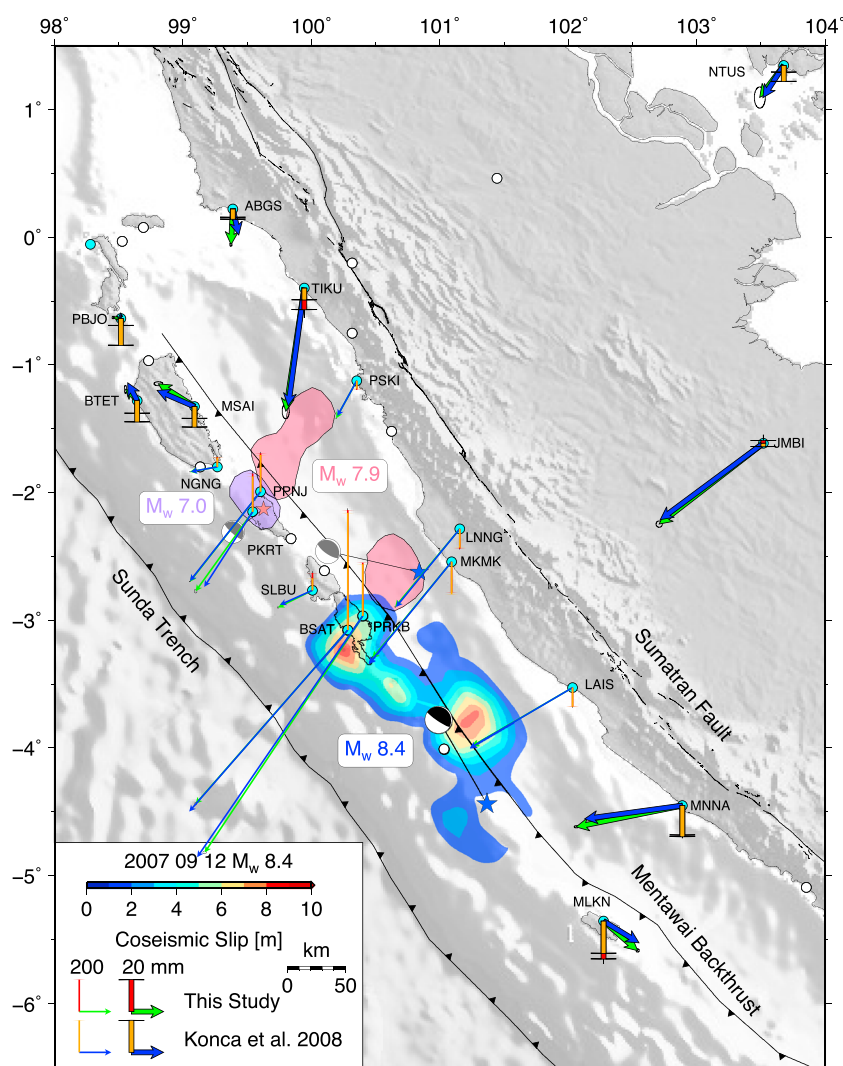 98° 99° 100° 101° 102° 103° 104°
NTUS
1°
ABGS
0°
TIKU
PBJO
−1°
PSKI
BTET
MSAI
JMBI
NGNG
Mw 7.9
−2°
PPNJ
Mw 7.0
LNNG
PKRT
MKMK
SLBU
−3°
BSAT
PRKB
Sunda Trench
Sumatran Fault
LAIS
−4°
Mw 8.4
MNNA
−5°
MLKN
Mentawai Backthrust
−6°
2007 09 12 Mw 8.4
0 2 4 6 8 10
Coseismic Slip [m]
km
0 50
200 20 mm
This Study
Konca et al. 2008